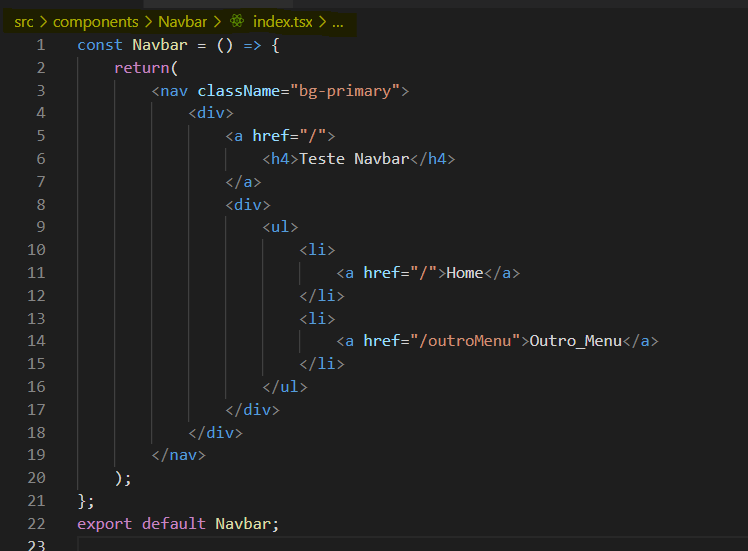 src > components > Navbar > index.tsx > ...
1 const Navbar = () => {
2 return(
3 <nav className="bg-primary">
4 <div>
5 <a href="/">
6 <h4>Teste Navbar</h4>
7 </a>
8 <div>
9 <ul>
10 <li>
11 <a href="/">Home</a>
12 </li>
13 <li>
14 <a href="/outroMenu">Outro_Menu</a>
15 </li>
16 </ul>
17 </div>
18 </div>
19 </nav>
20 );
21 };
22 export default Navbar;
23